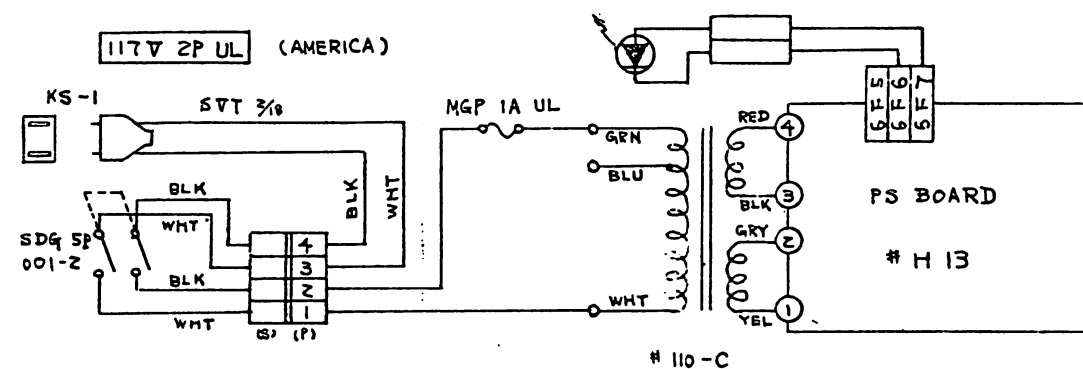 117V 2P UL (AMERICA)
KS-1
SVT 2/18
MGP 1A UL
GRN
BLU
WHT
RED
4
BLK
3
GRY
2
YEL
1
6F5
6F6
5F7
PS BOARD
# H 13
BLK
WHT
SDG 5P
001-2
BLK
WHT
4
3
2
1
(S) (P)
BLK
WHT
# 110-C